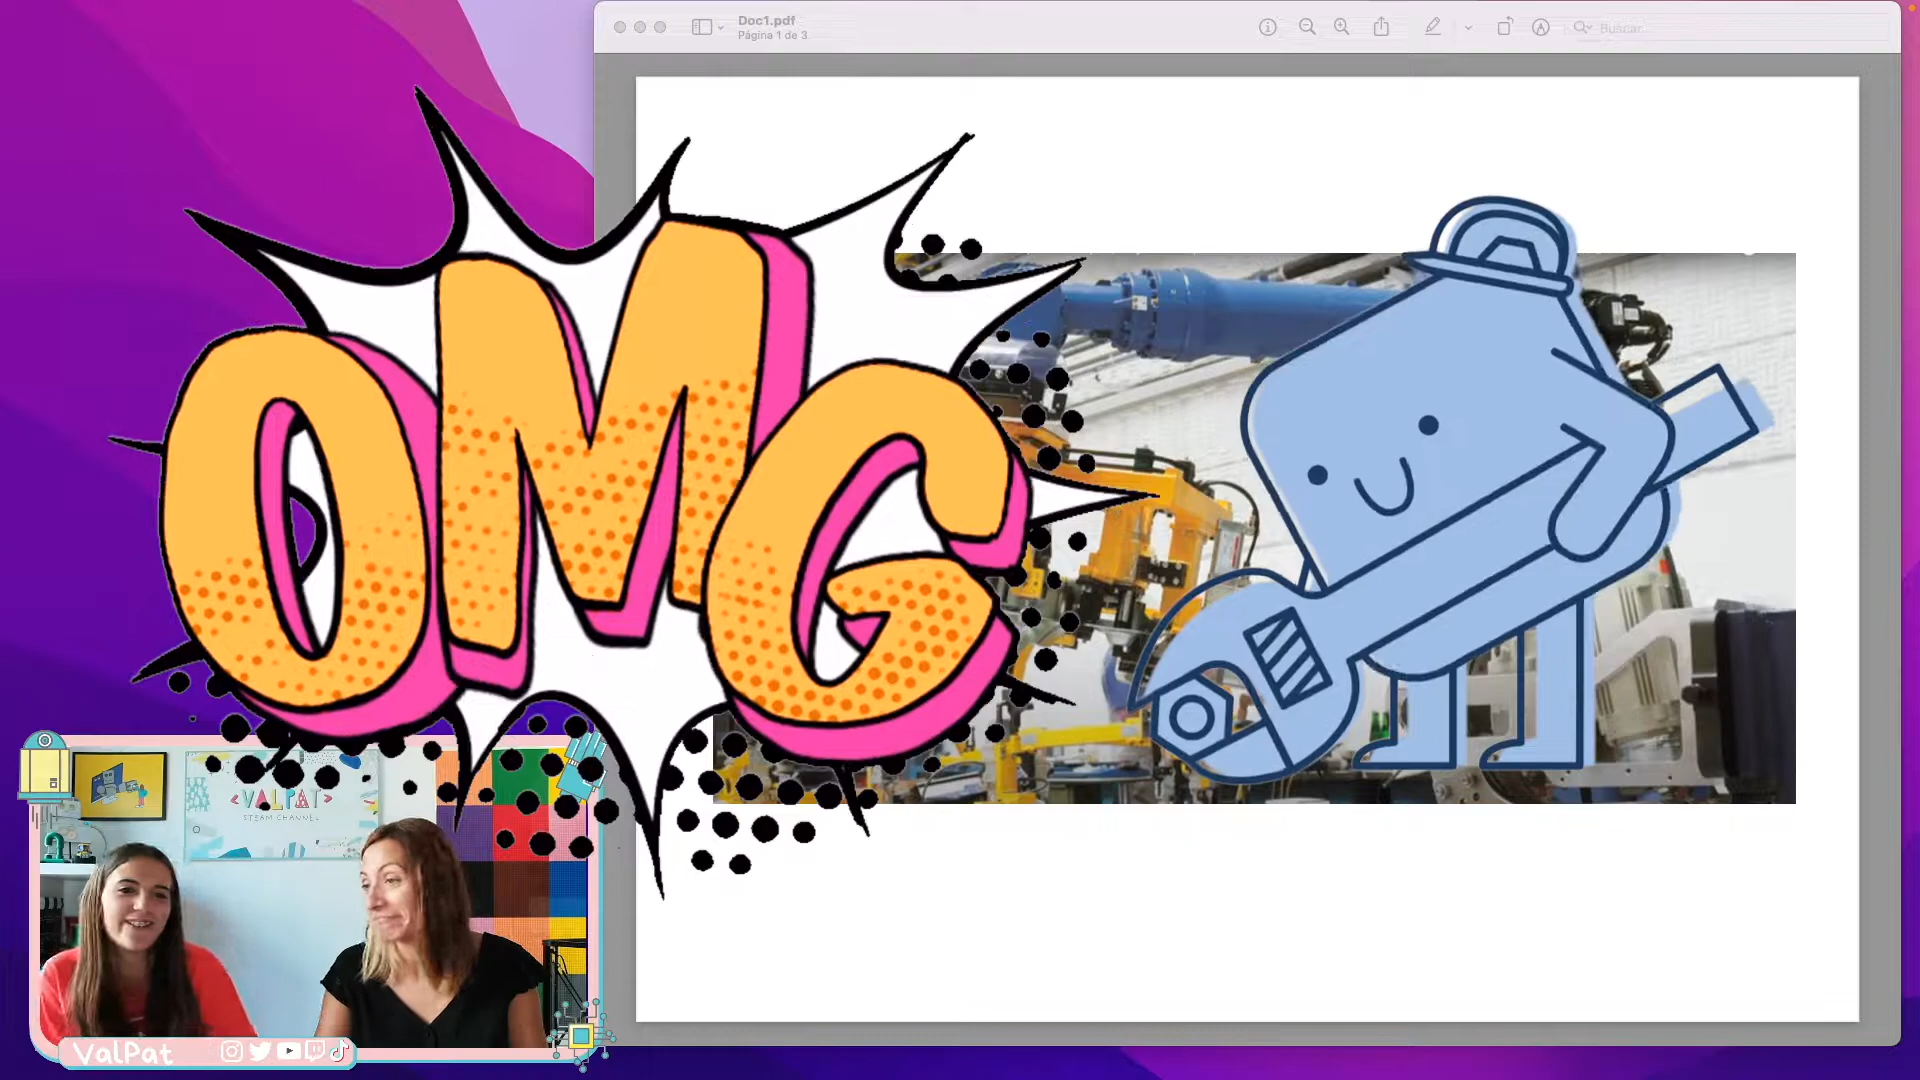 Doc1.pdf
Página 1 de 3
Buscar
OMG
<VALPAT>
STEAM CHANNEL
ValPat